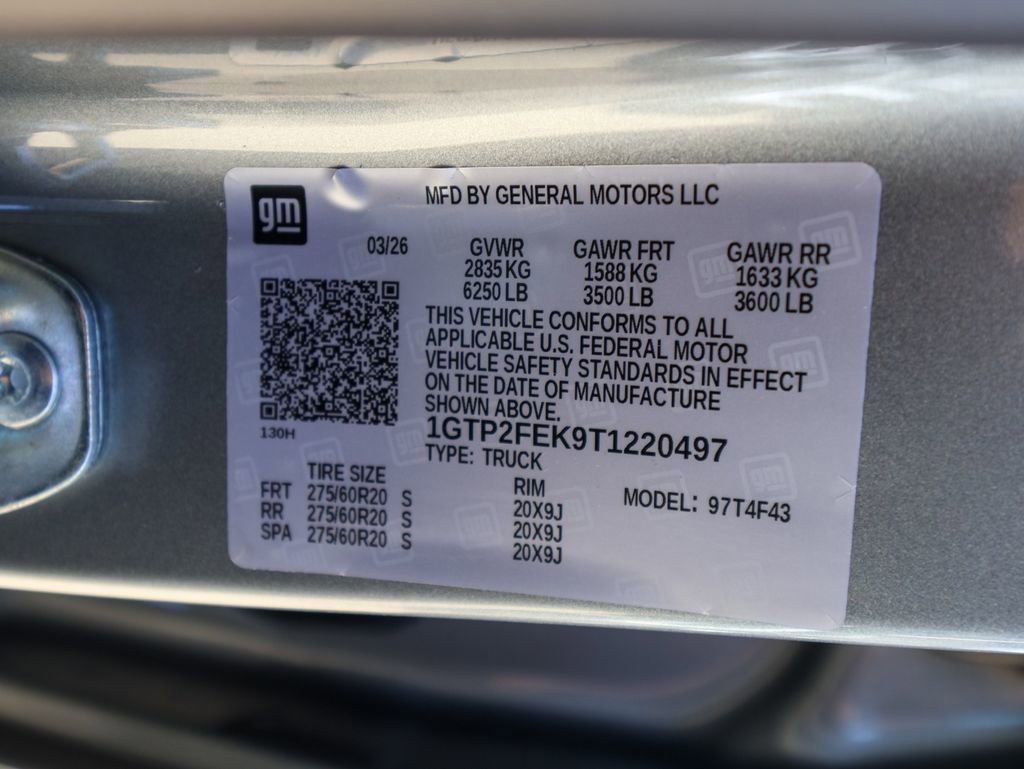 gm
MFD BY GENERAL MOTORS LLC
03/26
GVWR GAWR FRT GAWR RR
2835 KG 1588 KG 1633 KG
6250 LB 3500 LB 3600 LB
THIS VEHICLE CONFORMS TO ALL
APPLICABLE U.S. FEDERAL MOTOR
VEHICLE SAFETY STANDARDS IN EFFECT
ON THE DATE OF MANUFACTURE
SHOWN ABOVE.
130H
1GTP2FEK9T1220497
TYPE: TRUCK
TIRE SIZE RIM MODEL: 97T4F43
FRT 275/60R20 S 20X9J
RR 275/60R20 S 20X9J
SPA 275/60R20 S 20X9J